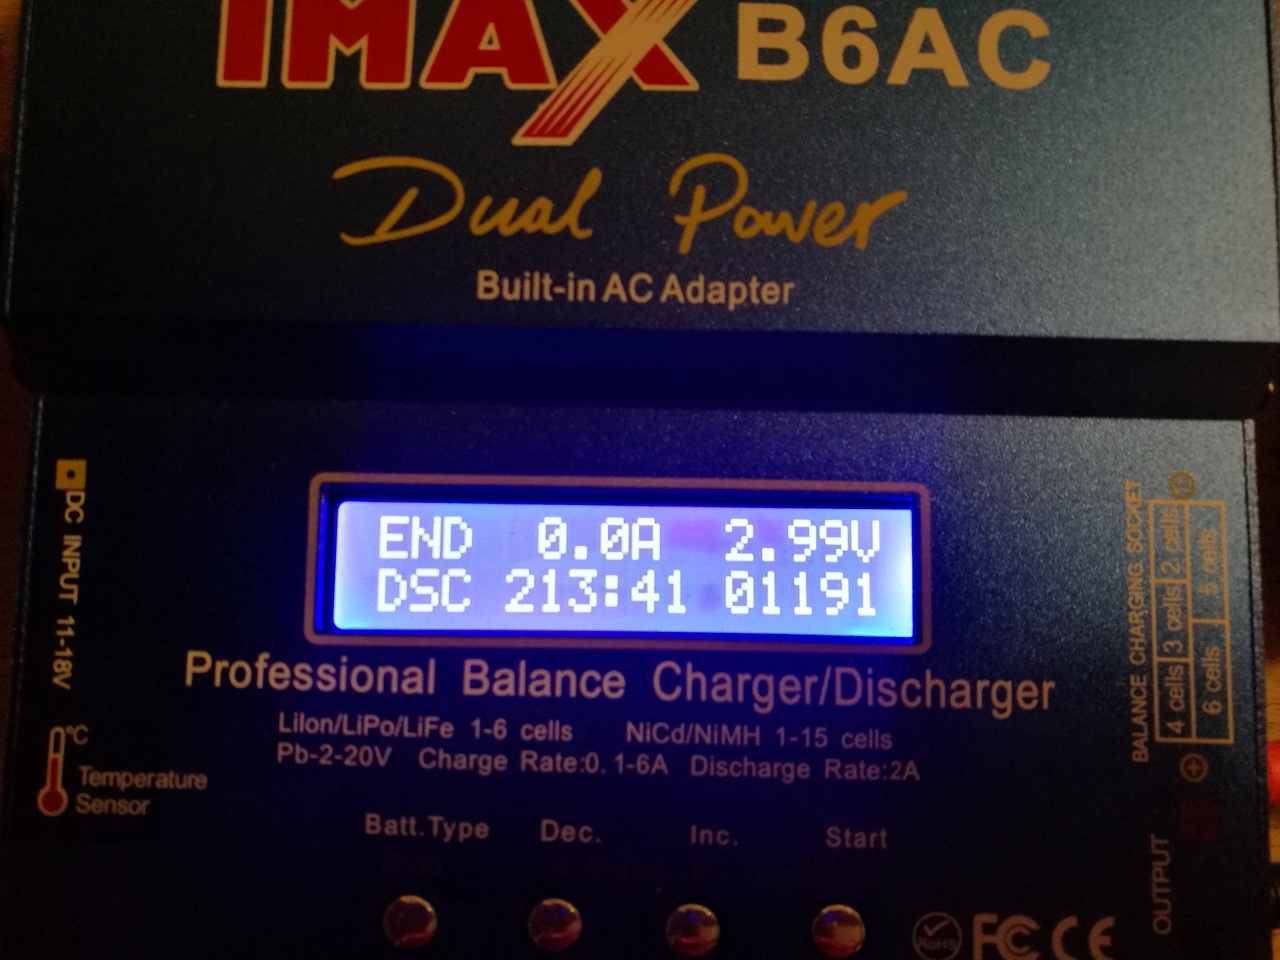 IMAX B6AC
Dual Power
Built-in AC Adapter
DC INPUT 11-18V
END 0.0A 2.99V
DSC 213:41 01191
Professional Balance Charger/Discharger
LiIon/LiPo/LiFe 1-6 cells NiCd/NiMH 1-15 cells
Pb-2-20V Charge Rate:0.1-6A Discharge Rate:2A
°C
Temperature
Sensor
Batt.Type Dec. Inc. Start
BALANCE CHARGING SOCKET
4 cells 3 cells 2 cells
6 cells 5 cells
OUTPUT
RoHS FC CE